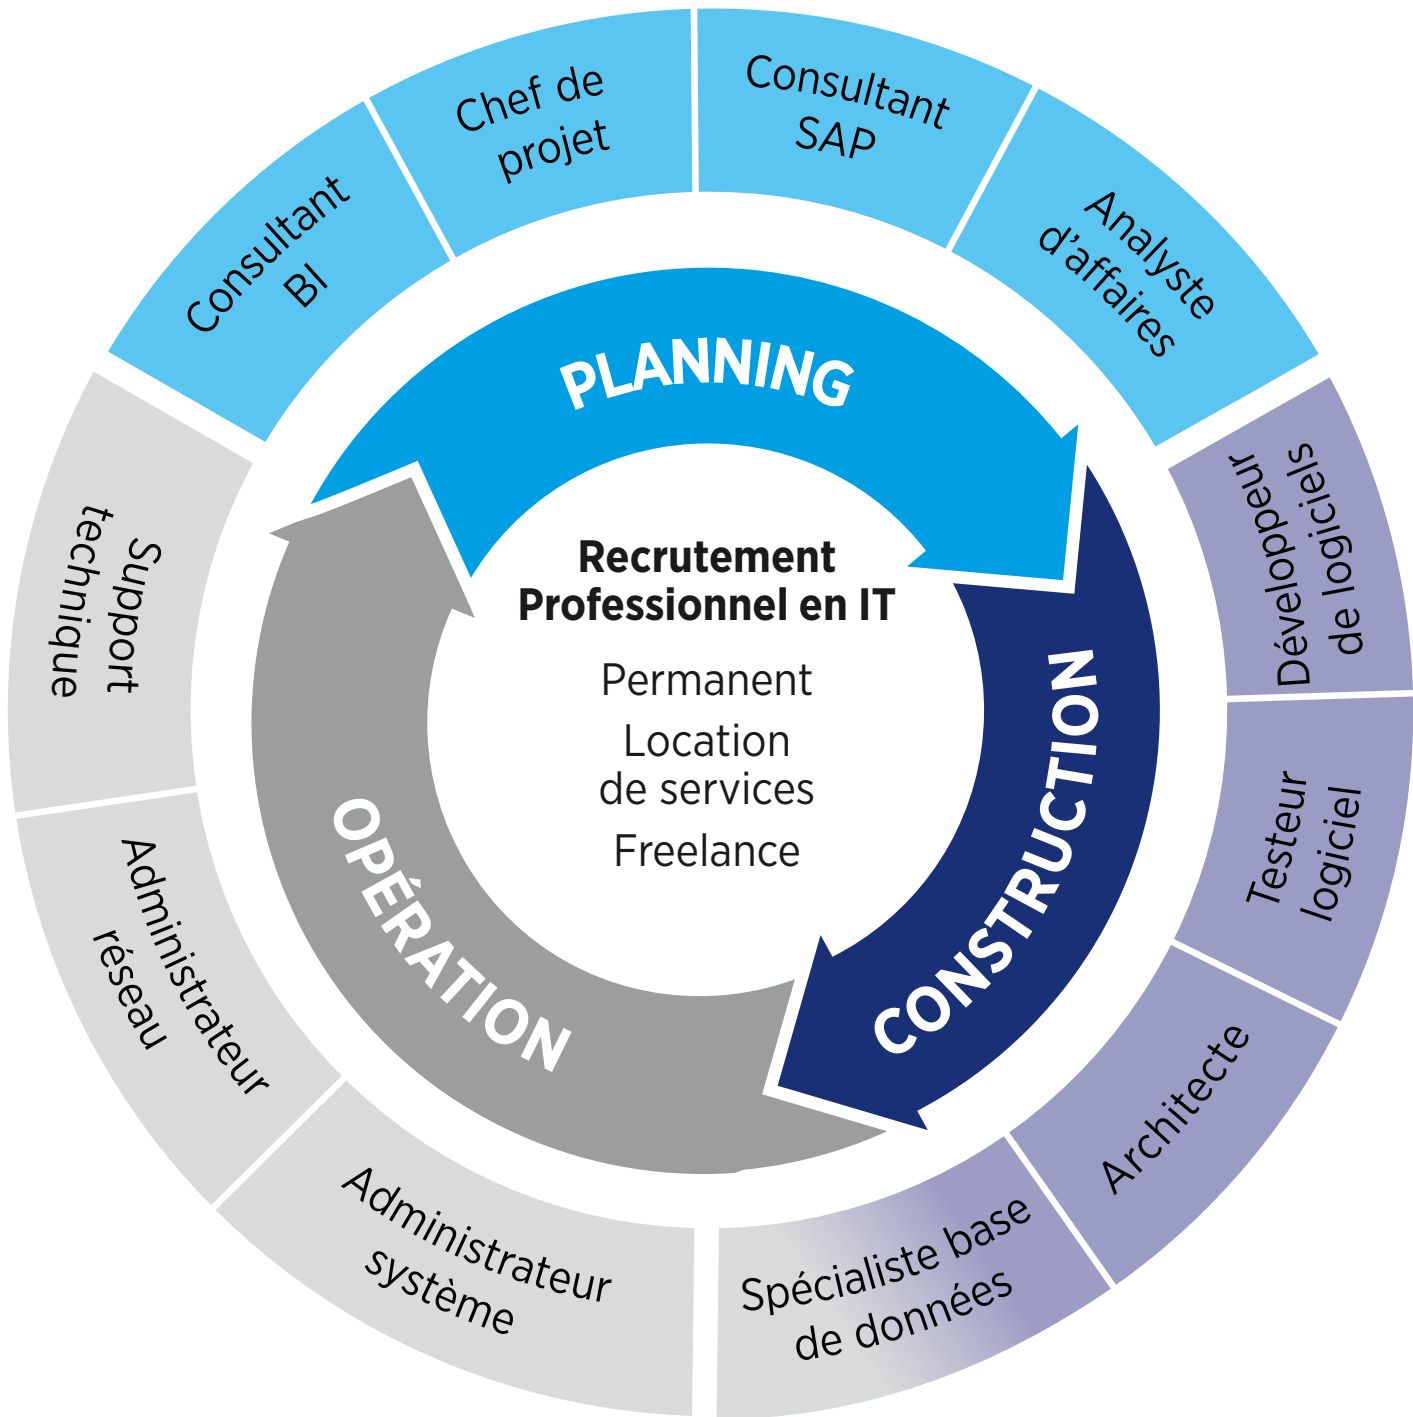 Consultant
BI
Chef de
projet
Consultant
SAP
Analyste
d'affaires
Développeur
de logiciels
Testeur
logiciel
Architecte
Spécialiste base
de données
Administrateur
système
Administrateur
réseau
Support
technique
PLANNING
CONSTRUCTION
OPÉRATION
Recrutement
Professionnel en IT
Permanent
Location
de services
Freelance